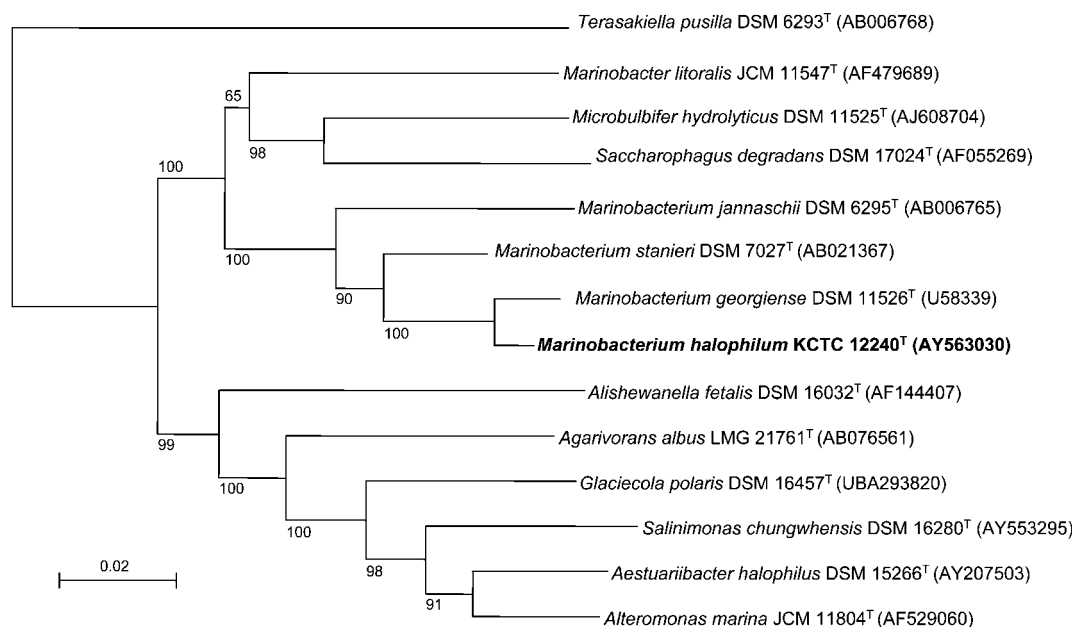 Terasakiella pusilla DSM 6293ᵀ (AB006768)
Marinobacter litoralis JCM 11547ᵀ (AF479689)
65
Microbulbifer hydrolyticus DSM 11525ᵀ (AJ608704)
98
Saccharophagus degradans DSM 17024ᵀ (AF055269)
100
Marinobacterium jannaschii DSM 6295ᵀ (AB006765)
100
Marinobacterium stanieri DSM 7027ᵀ (AB021367)
90
Marinobacterium georgiense DSM 11526ᵀ (U58339)
100
Marinobacterium halophilum KCTC 12240ᵀ (AY563030)
Alishewanella fetalis DSM 16032ᵀ (AF144407)
99
Agarivorans albus LMG 21761ᵀ (AB076561)
100
Glaciecola polaris DSM 16457ᵀ (UBA293820)
100
Salinimonas chungwhensis DSM 16280ᵀ (AY553295)
0.02
98
Aestuariibacter halophilus DSM 15266ᵀ (AY207503)
91
Alteromonas marina JCM 11804ᵀ (AF529060)